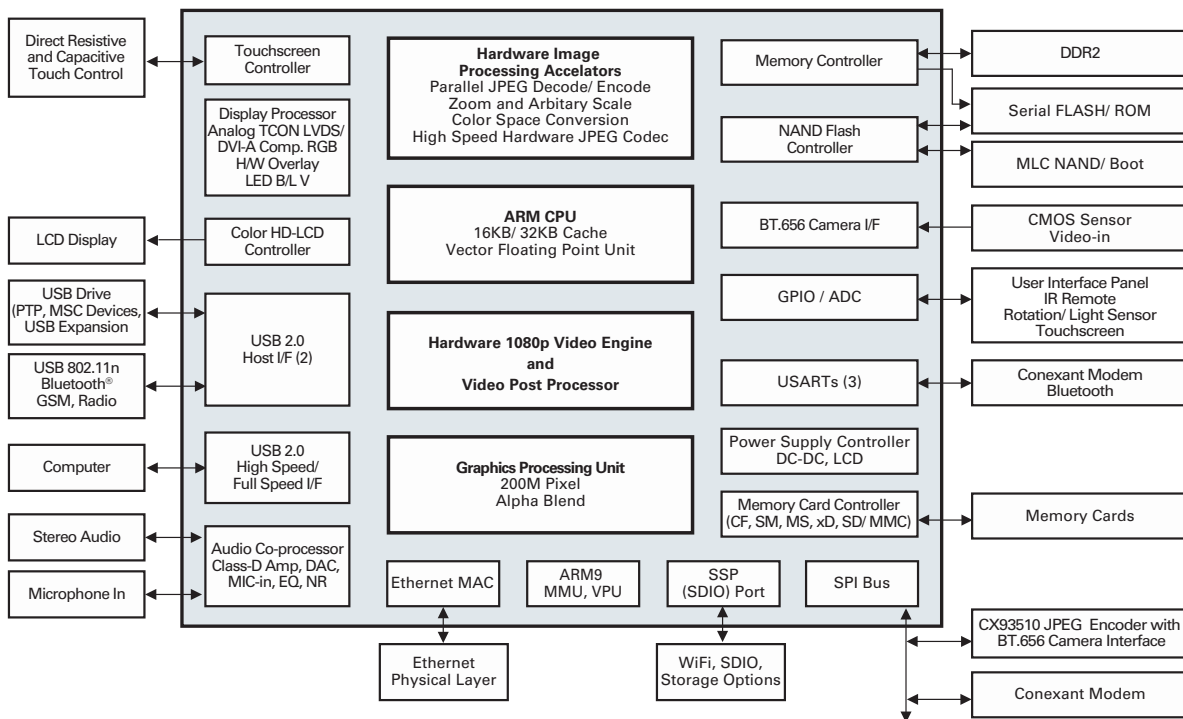 Direct Resistive
and Capacitive
Touch Control
LCD Display
USB Drive
(PTP, MSC Devices,
USB Expansion
USB 802.11n
Bluetooth®
GSM, Radio
Computer
Stereo Audio
Microphone In
Touchscreen
Controller
Display Processor
Analog TCON LVDS/
DVI-A Comp. RGB
H/W Overlay
LED B/L V
Color HD-LCD
Controller
USB 2.0
Host I/F (2)
USB 2.0
High Speed/
Full Speed I/F
Audio Co-processor
Class-D Amp, DAC,
MIC-in, EQ, NR
Hardware Image
Processing Accelators
Parallel JPEG Decode/ Encode
Zoom and Arbitary Scale
Color Space Conversion
High Speed Hardware JPEG Codec
ARM CPU
16KB/ 32KB Cache
Vector Floating Point Unit
Hardware 1080p Video Engine
and
Video Post Processor
Graphics Processing Unit
200M Pixel
Alpha Blend
Ethernet MAC
ARM9
MMU, VPU
SSP
(SDIO) Port
SPI Bus
Memory Controller
NAND Flash
Controller
BT.656 Camera I/F
GPIO / ADC
USARTs (3)
Power Supply Controller
DC-DC, LCD
Memory Card Controller
(CF, SM, MS, xD, SD/ MMC)
DDR2
Serial FLASH/ ROM
MLC NAND/ Boot
CMOS Sensor
Video-in
User Interface Panel
IR Remote
Rotation/ Light Sensor
Touchscreen
Conexant Modem
Bluetooth
Memory Cards
CX93510 JPEG Encoder with
BT.656 Camera Interface
Conexant Modem
Ethernet
Physical Layer
WiFi, SDIO,
Storage Options